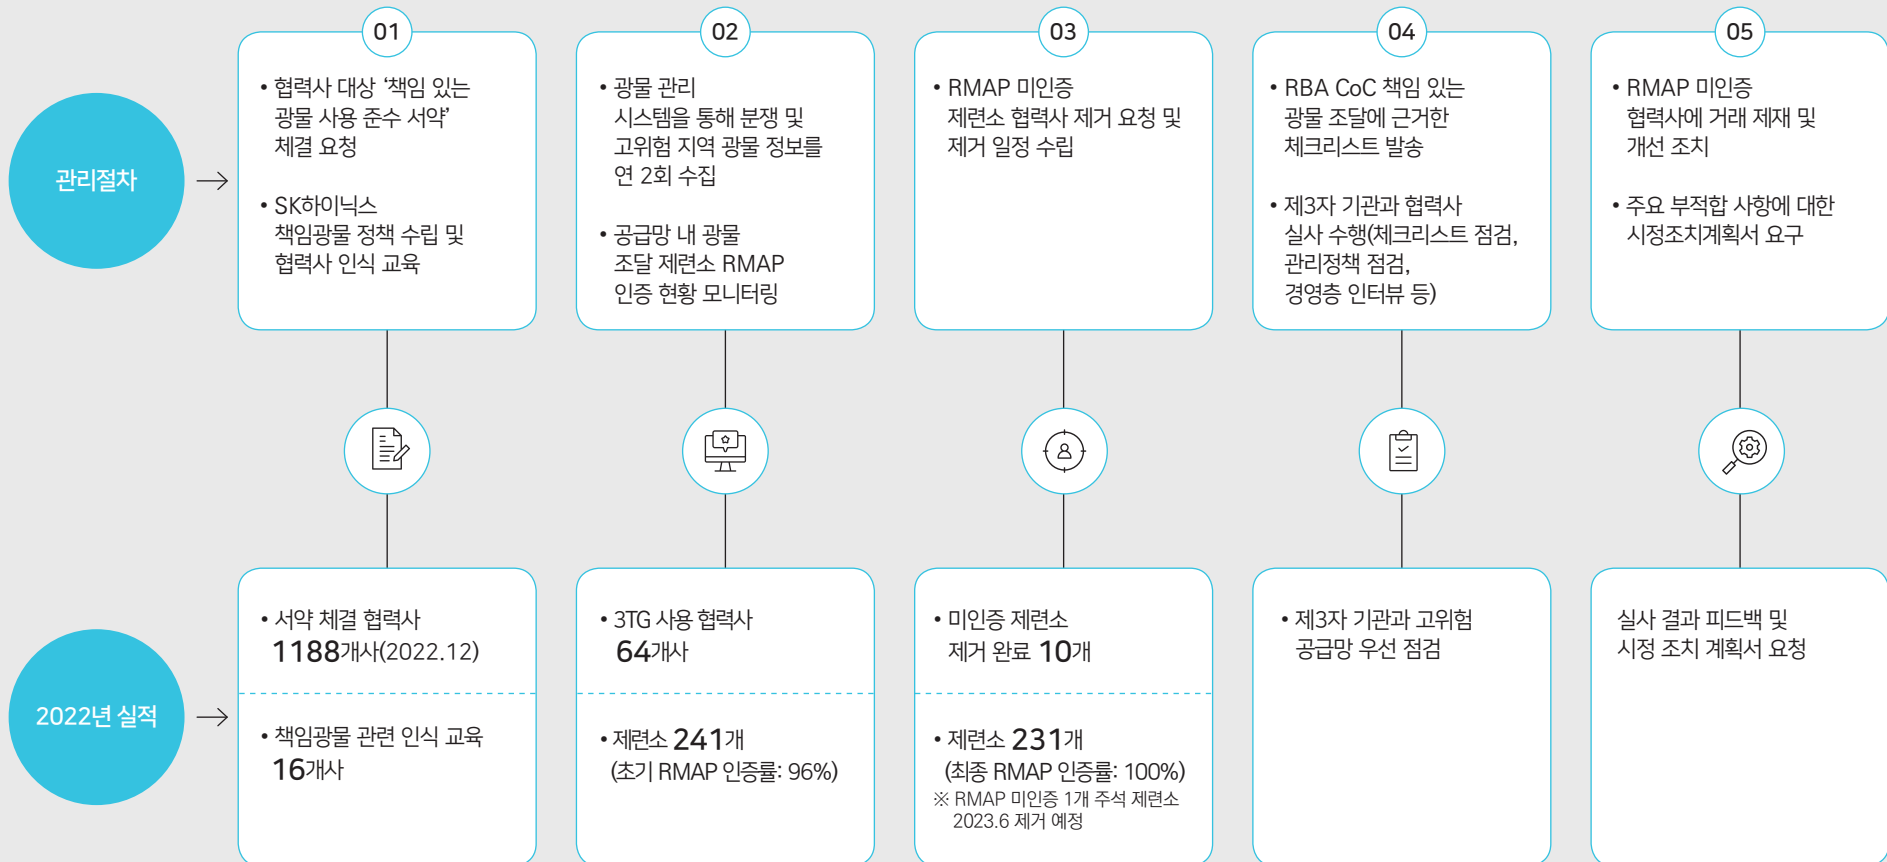 관리절차
01
• 협력사 대상 ‘책임 있는
광물 사용 준수 서약’
체결 요청
• SK하이닉스
책임광물 정책 수립 및
협력사 인식 교육
02
• 광물 관리
시스템을 통해 분쟁 및
고위험 지역 광물 정보를
연 2회 수집
• 공급망 내 광물
조달 제련소 RMAP
인증 현황 모니터링
03
• RMAP 미인증
제련소 협력사 제거 요청 및
제거 일정 수립
04
• RBA CoC 책임 있는
광물 조달에 근거한
체크리스트 발송
• 제3자 기관과 협력사
실사 수행(체크리스트 점검,
관리정책 점검,
경영층 인터뷰 등)
05
• RMAP 미인증
협력사에 거래 제재 및
개선 조치
• 주요 부적합 사항에 대한
시정조치계획서 요구
2022년 실적
• 서약 체결 협력사
1188개사(2022.12)
• 책임광물 관련 인식 교육
16개사
• 3TG 사용 협력사
64개사
• 제련소 241개
(초기 RMAP 인증률: 96%)
• 미인증 제련소
제거 완료 10개
• 제련소 231개
(최종 RMAP 인증률: 100%)
※ RMAP 미인증 1개 주석 제련소
2023.6 제거 예정
• 제3자 기관과 고위험
공급망 우선 점검
실사 결과 피드백 및
시정 조치 계획서 요청